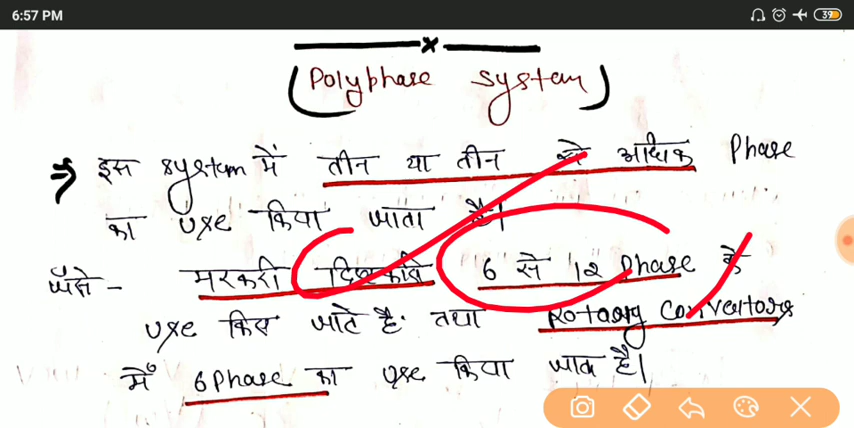 6:57 PM
39
Polyphase system
⇒ इस system में तीन या तीन से अधिक Phase
का use किया जाता है।
जैसे - मरकरी दिष्टकारी 6 से 12 Phase के
use किए जाते है. तथा Rotary Convertors
में 6 Phase का use किया जाता है।